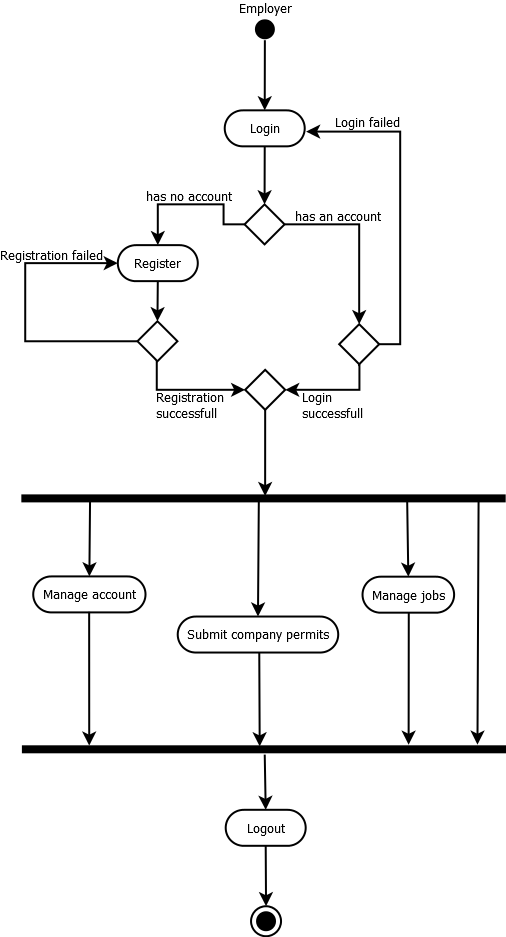 Employer
Login
Login failed
has no account
has an account
Registration failed
Register
Registration
successfull
Login
successfull
Manage account
Manage jobs
Submit company permits
Logout